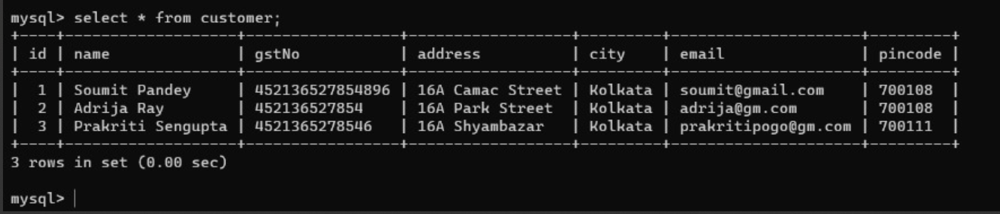 mysql> select * from customer;
+----+-------------------+-----------------+------------------+---------+---------------------+---------+
| id | name              | gstNo           | address          | city    | email               | pincode |
+----+-------------------+-----------------+------------------+---------+---------------------+---------+
|  1 | Soumit Pandey     | 452136527854896 | 16A Camac Street | Kolkata | soumit@gmail.com    | 700108  |
|  2 | Adrija Ray        | 452136527854    | 16A Park Street  | Kolkata | adrija@gm.com       | 700108  |
|  3 | Prakriti Sengupta | 4521365278546   | 16A Shyambazar   | Kolkata | prakritipogo@gm.com | 700111  |
+----+-------------------+-----------------+------------------+---------+---------------------+---------+
3 rows in set (0.00 sec)
mysql>